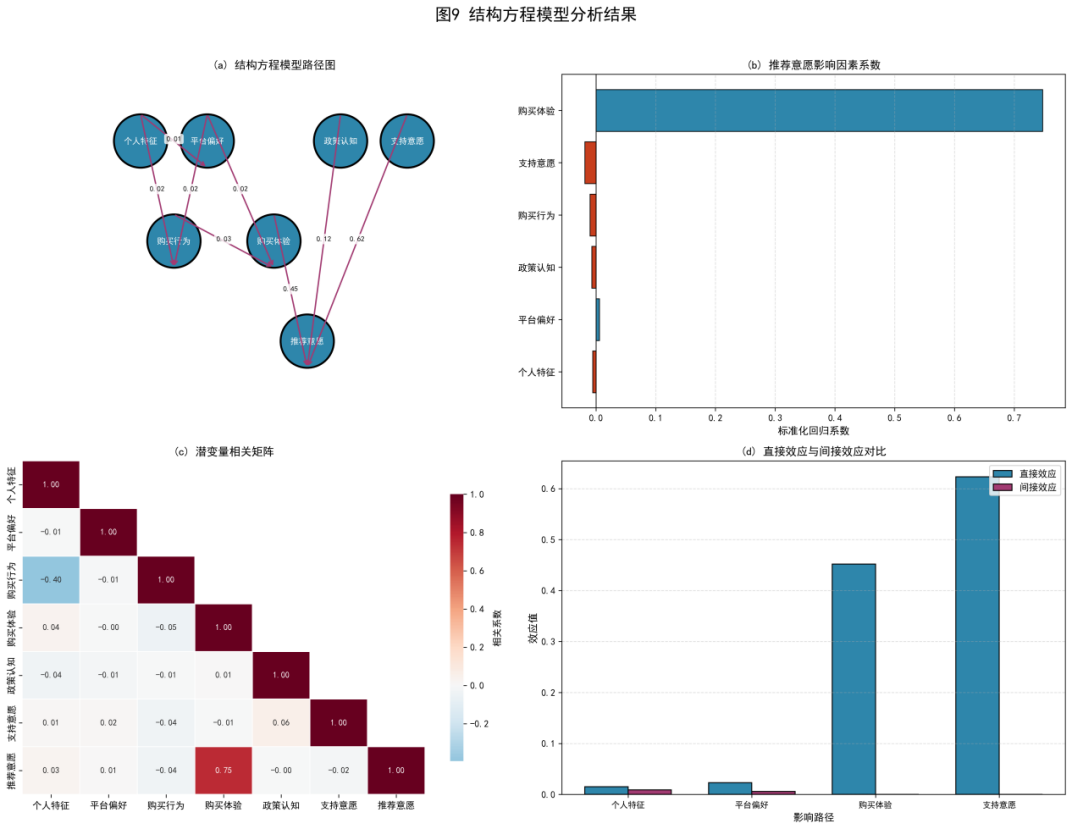 图9 结构方程模型分析结果
(a) 结构方程模型路径图
个人特征
0.01
平台偏好
政策认知
支持意愿
0.02
0.02
0.02
购买行为
0.03
购买体验
0.12
0.62
0.45
推荐意愿
(b) 推荐意愿影响因素系数
购买体验
支持意愿
购买行为
政策认知
平台偏好
个人特征
0.0 0.1 0.2 0.3 0.4 0.5 0.6 0.7
标准化回归系数
(c) 潜变量相关矩阵
个人特征 1.00
平台偏好 -0.01 1.00
购买行为 -0.40 -0.01 1.00
购买体验 0.04 -0.00 -0.05 1.00
政策认知 -0.04 -0.01 -0.01 0.01 1.00
支持意愿 0.01 0.02 -0.04 -0.01 0.06 1.00
推荐意愿 0.03 0.01 -0.04 0.75 -0.00 -0.02 1.00
个人特征 平台偏好 购买行为 购买体验 政策认知 支持意愿 推荐意愿
1.0
0.8
0.6
0.4
0.2
0.0
-0.2
相关系数
(d) 直接效应与间接效应对比
直接效应
间接效应
0.6
0.5
0.4
0.3
0.2
0.1
0.0
效应值
个人特征 平台偏好 购买体验 支持意愿
影响路径